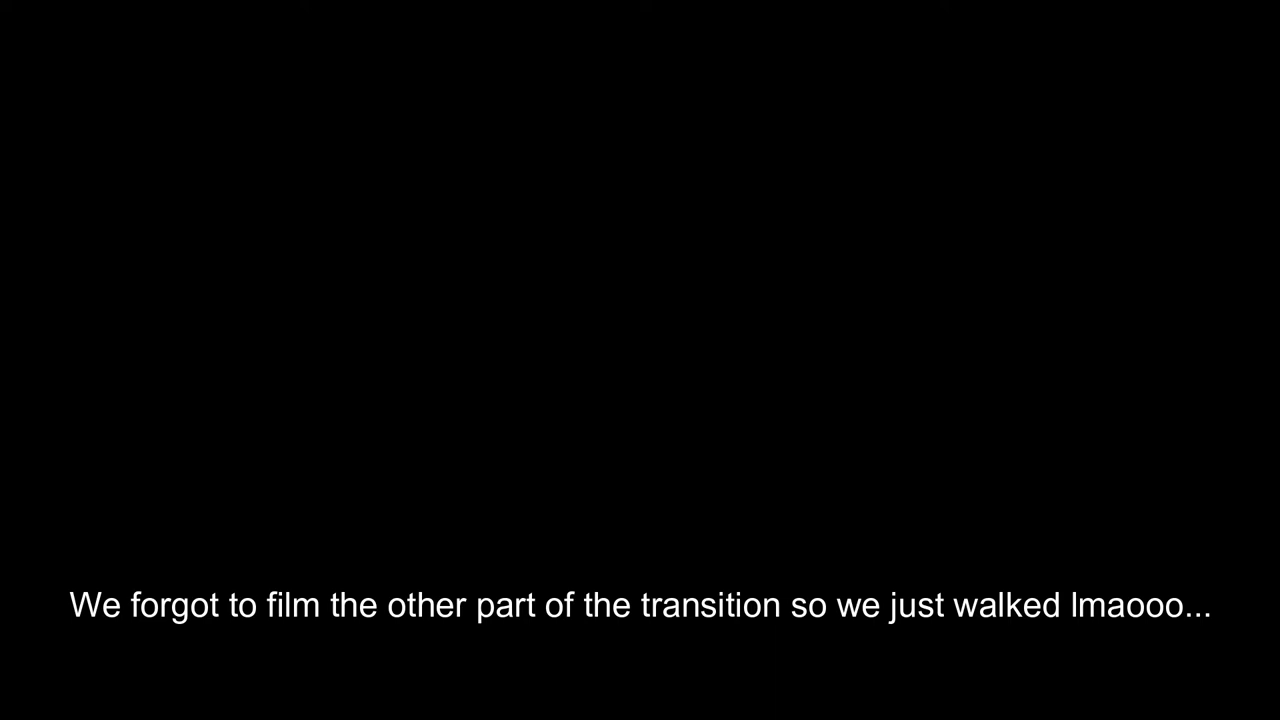 We forgot to film the other part of the transition so we just walked lmaooo...